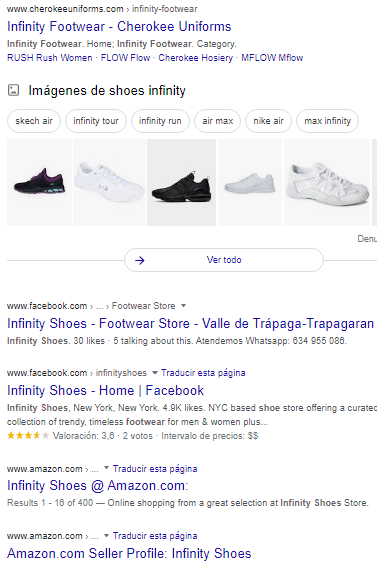 www.cherokeeuniforms.com › infinity-footwear
Infinity Footwear - Cherokee Uniforms
Infinity Footwear. Home; Infinity Footwear. Category.
RUSH Rush Women · FLOW Flow · Cherokee Hosiery · MFLOW Mflow
Imágenes de shoes infinity
skech air infinity tour infinity run air max nike air max infinity
Denu
Ver todo
www.facebook.com › ... › Footwear Store
Infinity Shoes - Footwear Store - Valle de Trápaga-Trapagaran
Infinity Shoes. 30 likes · 5 talking about this. Atendemos Whatsapp: 634 955 086.
www.facebook.com › infinityshoes Traducir esta página
Infinity Shoes - Home | Facebook
Infinity Shoes, New York, New York. 4.9K likes. NYC based shoe store offering a curated
collection of trendy, timeless footwear for men & women plus...
Valoración: 3,6 · 2 votos · Intervalo de precios: $$
www.amazon.com › ... Traducir esta página
Infinity Shoes @ Amazon.com:
Results 1 - 16 of 400 — Online shopping from a great selection at Infinity Shoes Store.
www.amazon.com › ... Traducir esta página
Amazon.com Seller Profile: Infinity Shoes